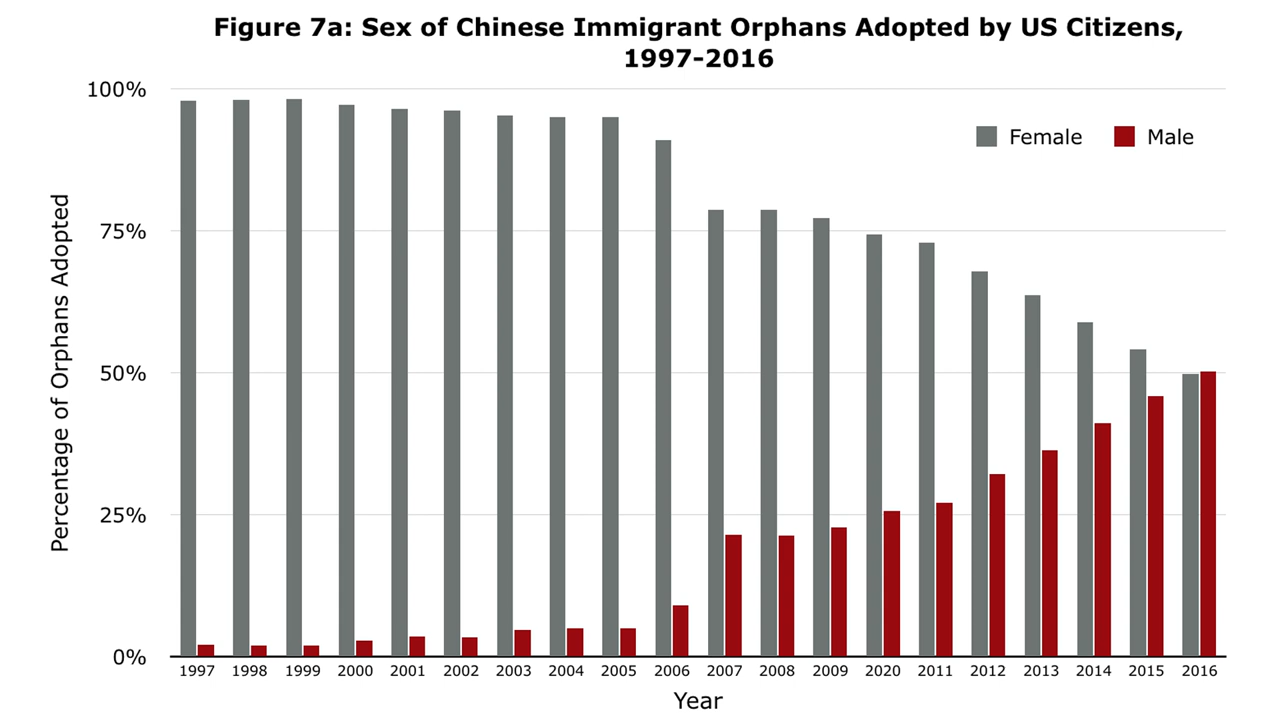 Figure 7a: Sex of Chinese Immigrant Orphans Adopted by US Citizens,
1997-2016
Female Male
Percentage of Orphans Adopted
100%
75%
50%
25%
0%
1997 1998 1999 2000 2001 2002 2003 2004 2005 2006 2007 2008 2009 2020 2011 2012 2013 2014 2015 2016
Year